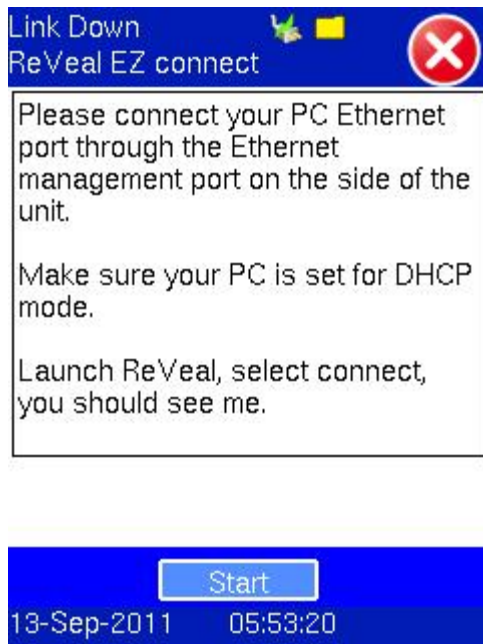 Link Down
ReVeal EZ connect
Please connect your PC Ethernet
port through the Ethernet
management port on the side of the
unit.
Make sure your PC is set for DHCP
mode.
Launch ReVeal, select connect,
you should see me.
Start
13-Sep-2011 05:53:20